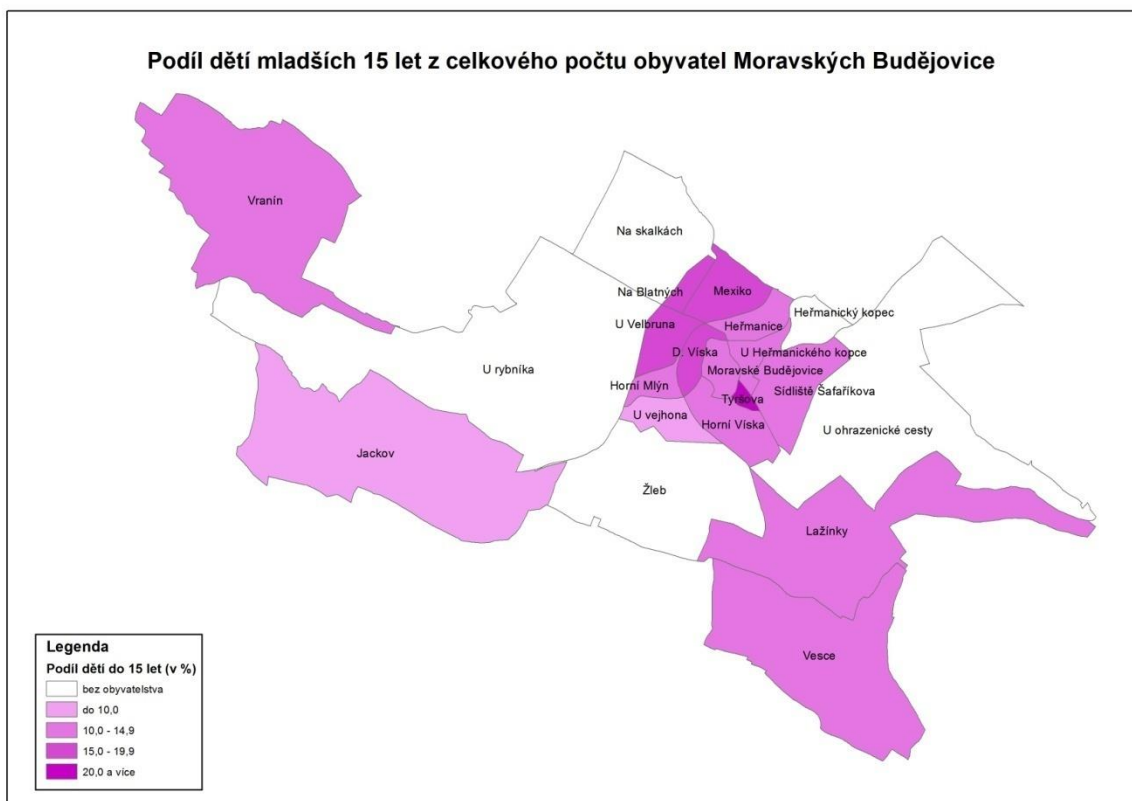 Podíl dětí mladších 15 let z celkového počtu obyvatel Moravských Budějovice
Vranín
Na skalkách
Na Blatných
Mexiko
Heřmanický kopec
U Velbruna
Heřmanice
D. Víska
U Heřmanického kopce
U rybníka
Moravské Budějovice
Horní Mlýn
Sídliště Šafaříkova
Tyršova
U vejhona
Horní Víska
U ohrazenické cesty
Jackov
Žleb
Lažínky
Vesce
Legenda
Podíl dětí do 15 let (v %)
bez obyvatelstva
do 10,0
10,0 - 14,9
15,0 - 19,9
20,0 a více